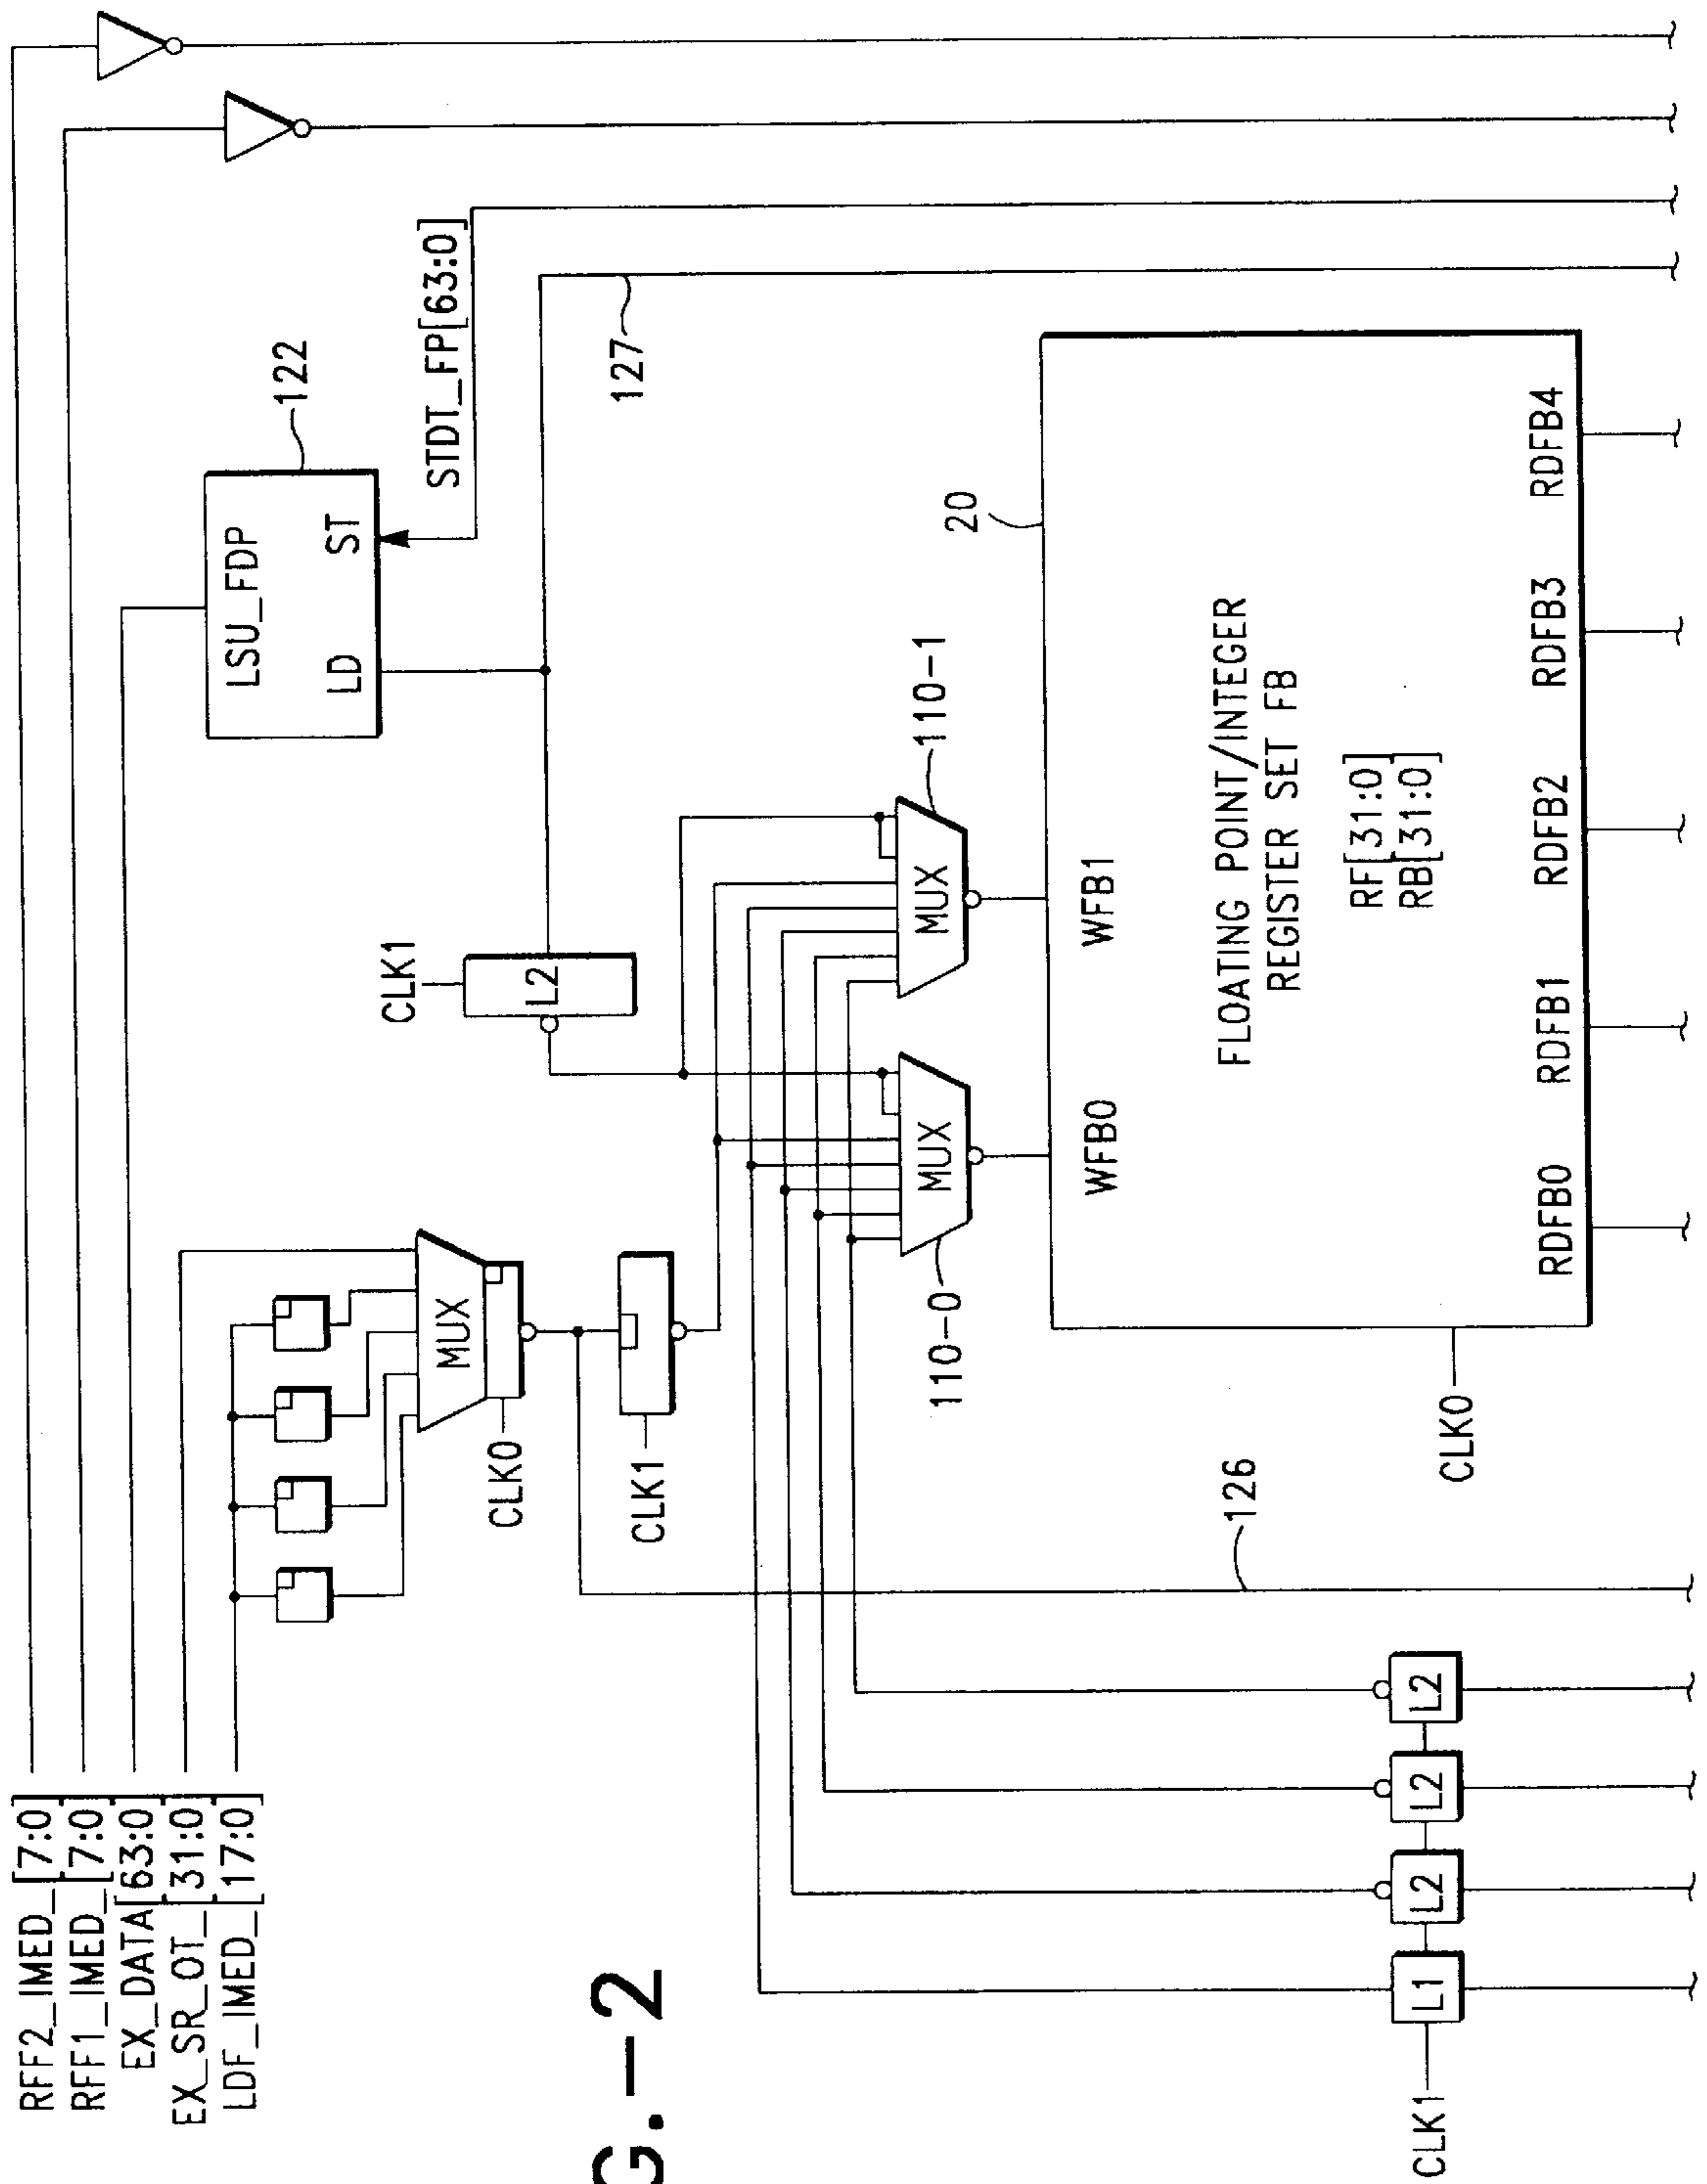 RFF2_IMED_[7:0]
RFF1_IMED_[7:0]
EX_DATA[63:0]
EX_SR_OT_[31:0]
LDF_IMED_[17:0]
LSU_FDP
LD
ST
122
STDT_FP[63:0]
127
MUX
CLK0
CLK1
CLK1
L2
MUX
110-0
MUX
110-1
20
WFB0
WFB1
FLOATING POINT/INTEGER
REGISTER SET FB
RF[31:0]
RB[31:0]
RDFB0
RDFB1
RDFB2
RDFB3
RDFB4
CLK0
126
CLK1
L1
L2
L2
L2
G.-2